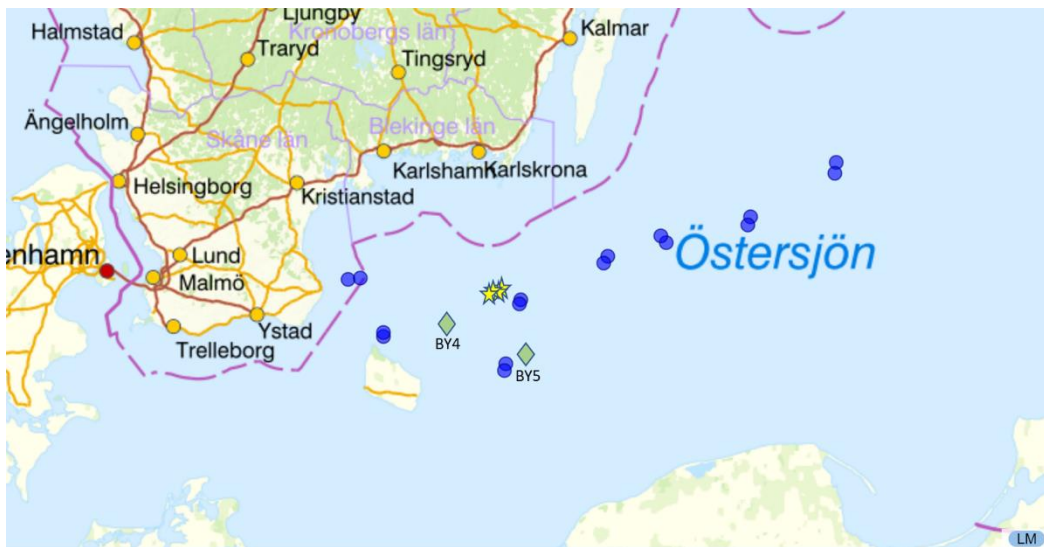 Ljungby
Kronobergs län
Halmstad
Kalmar
Traryd
Tingsryd
Ängelholm
Skåne län
Blekinge län
Karlshamn
Karlskrona
Helsingborg
Kristianstad
enhamn
Lund
Östersjön
Malmö
Ystad
Trelleborg
BY4
BY5
LM